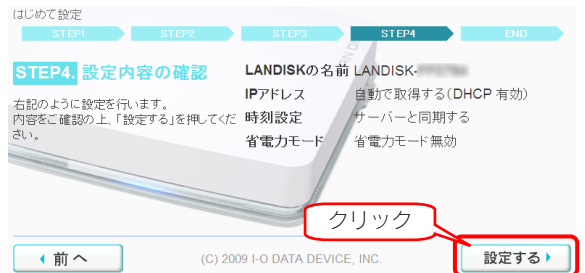 はじめて設定
STEP1 STEP2 STEP3 STEP4 END
STEP4. 設定内容の確認
右記のように設定を行います。
内容をご確認の上、「設定する」を押してくだ
さい。
LANDISKの名前 LANDISK-
IPアドレス 自動で取得する(DHCP 有効)
時刻設定 サーバーと同期する
省電力モード 省電力モード無効
クリック
前へ
(C) 2009 I-O DATA DEVICE, INC.
設定する